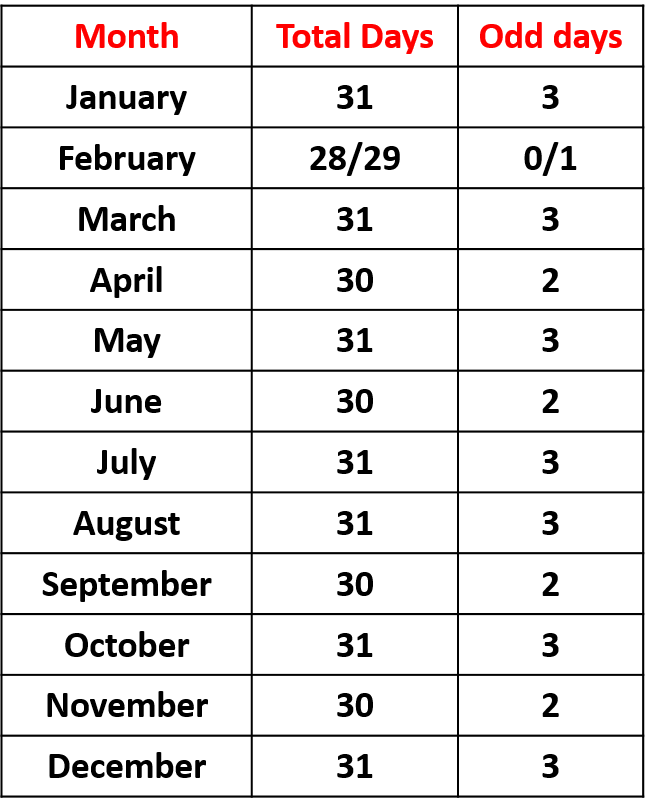 Month Total Days Odd days
January 31 3
February 28/29 0/1
March 31 3
April 30 2
May 31 3
June 30 2
July 31 3
August 31 3
September 30 2
October 31 3
November 30 2
December 31 3